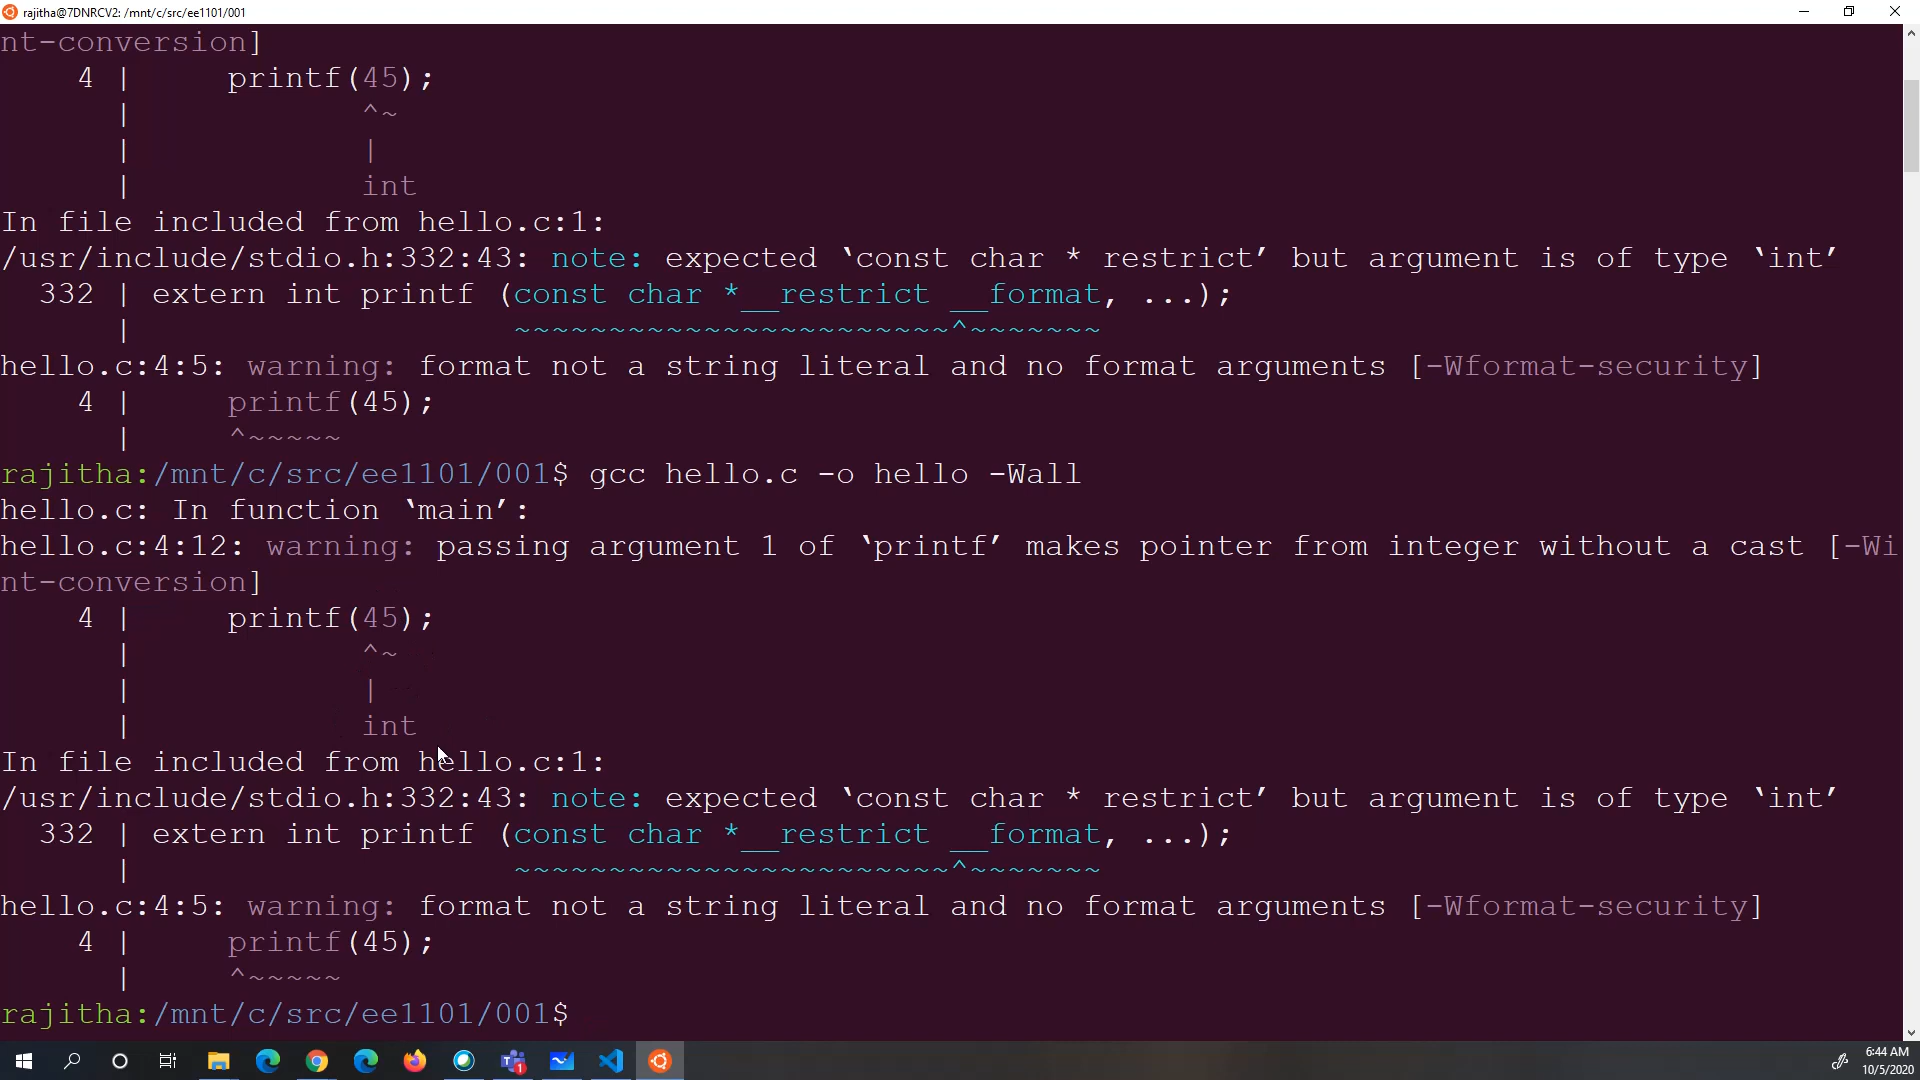 rajitha@7DNRCV2: /mnt/c/src/ee1101/001
nt-conversion]
    4 |     printf(45);
      |            ^~
      |            |
      |            int
In file included from hello.c:1:
/usr/include/stdio.h:332:43: note: expected ‘const char * restrict’ but argument is of type ‘int’
  332 | extern int printf (const char *__restrict __format, ...);
      |                    ~~~~~~~~~~~~~~~~~~~~~~~^~~~~~~~
hello.c:4:5: warning: format not a string literal and no format arguments [-Wformat-security]
    4 |     printf(45);
      |     ^~~~~~
rajitha:/mnt/c/src/ee1101/001$ gcc hello.c -o hello -Wall
hello.c: In function ‘main’:
hello.c:4:12: warning: passing argument 1 of ‘printf’ makes pointer from integer without a cast [-Wi
nt-conversion]
    4 |     printf(45);
      |            ^~
      |            |
      |            int
In file included from hello.c:1:
/usr/include/stdio.h:332:43: note: expected ‘const char * restrict’ but argument is of type ‘int’
  332 | extern int printf (const char *__restrict __format, ...);
      |                    ~~~~~~~~~~~~~~~~~~~~~~~^~~~~~~~
hello.c:4:5: warning: format not a string literal and no format arguments [-Wformat-security]
    4 |     printf(45);
      |     ^~~~~~
rajitha:/mnt/c/src/ee1101/001$
T 1
6:44 AM
10/5/2020